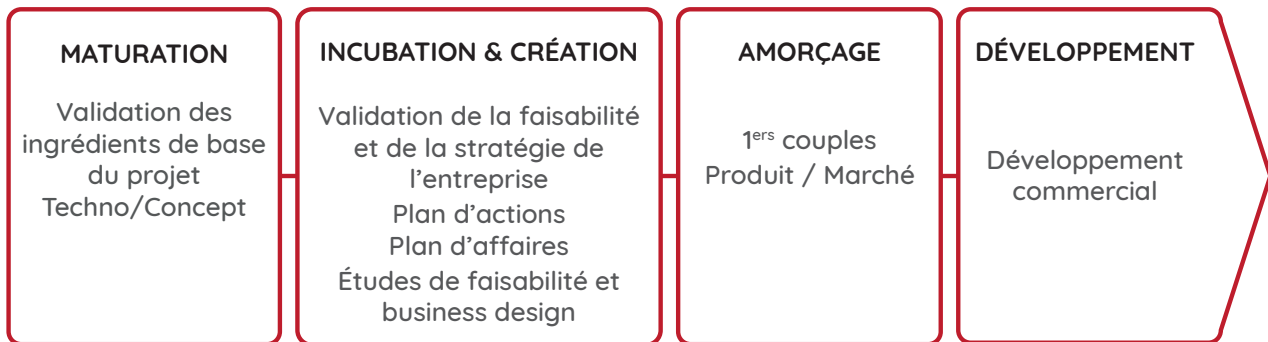 MATURATION
Validation des
ingrédients de base
du projet
Techno/Concept
INCUBATION & CRÉATION
Validation de la faisabilité
et de la stratégie de
l'entreprise
Plan d'actions
Plan d'affaires
Études de faisabilité et
business design
AMORÇAGE
1ers couples
Produit / Marché
DÉVELOPPEMENT
Développement
commercial